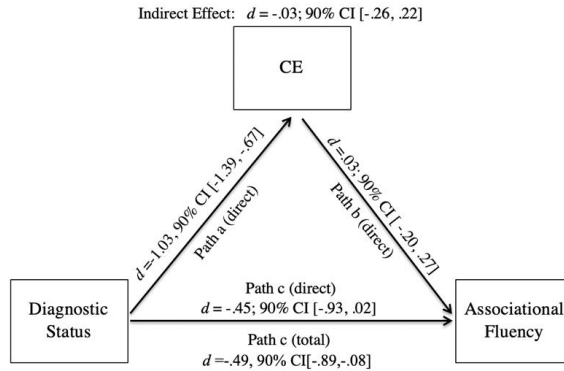 Indirect Effect: d = -.03; 90% CI [-.26, .22]
CE
d =-1.03, 90% CI [-1.39, -.67]
Path a (direct)
d =.03; 90% CI [ -.20, .27]
Path b (direct)
Diagnostic
Status
Path c (direct)
d = -.45; 90% CI [-.93, .02]
Path c (total)
d =-.49, 90% CI[-.89,-.08]
Associational
Fluency